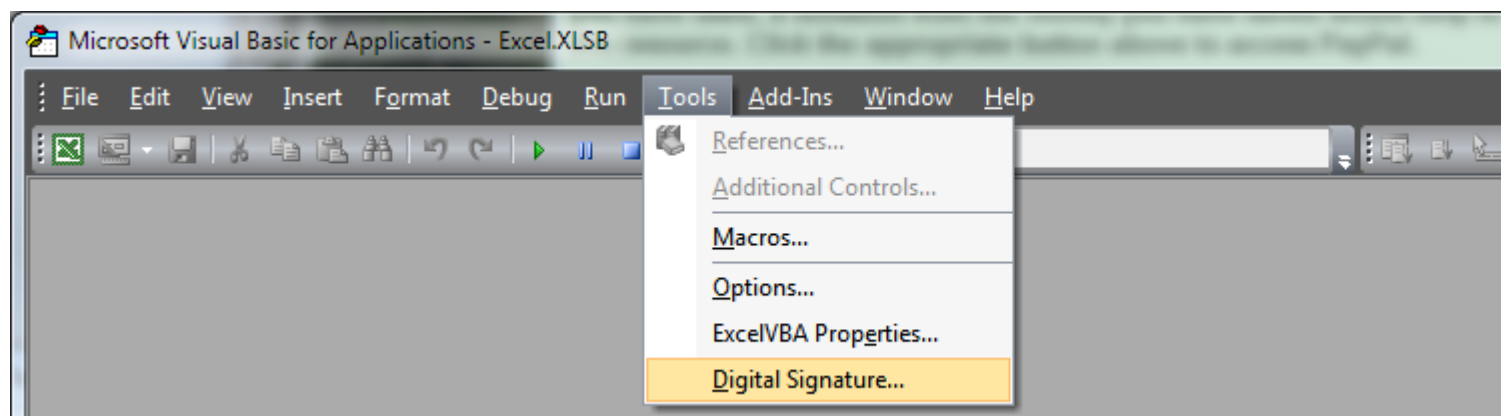 Microsoft Visual Basic for Applications - Excel.XLSB
File Edit View Insert Format Debug Run Tools Add-Ins Window Help
References...
Additional Controls...
Macros...
Options...
ExcelVBA Properties...
Digital Signature...